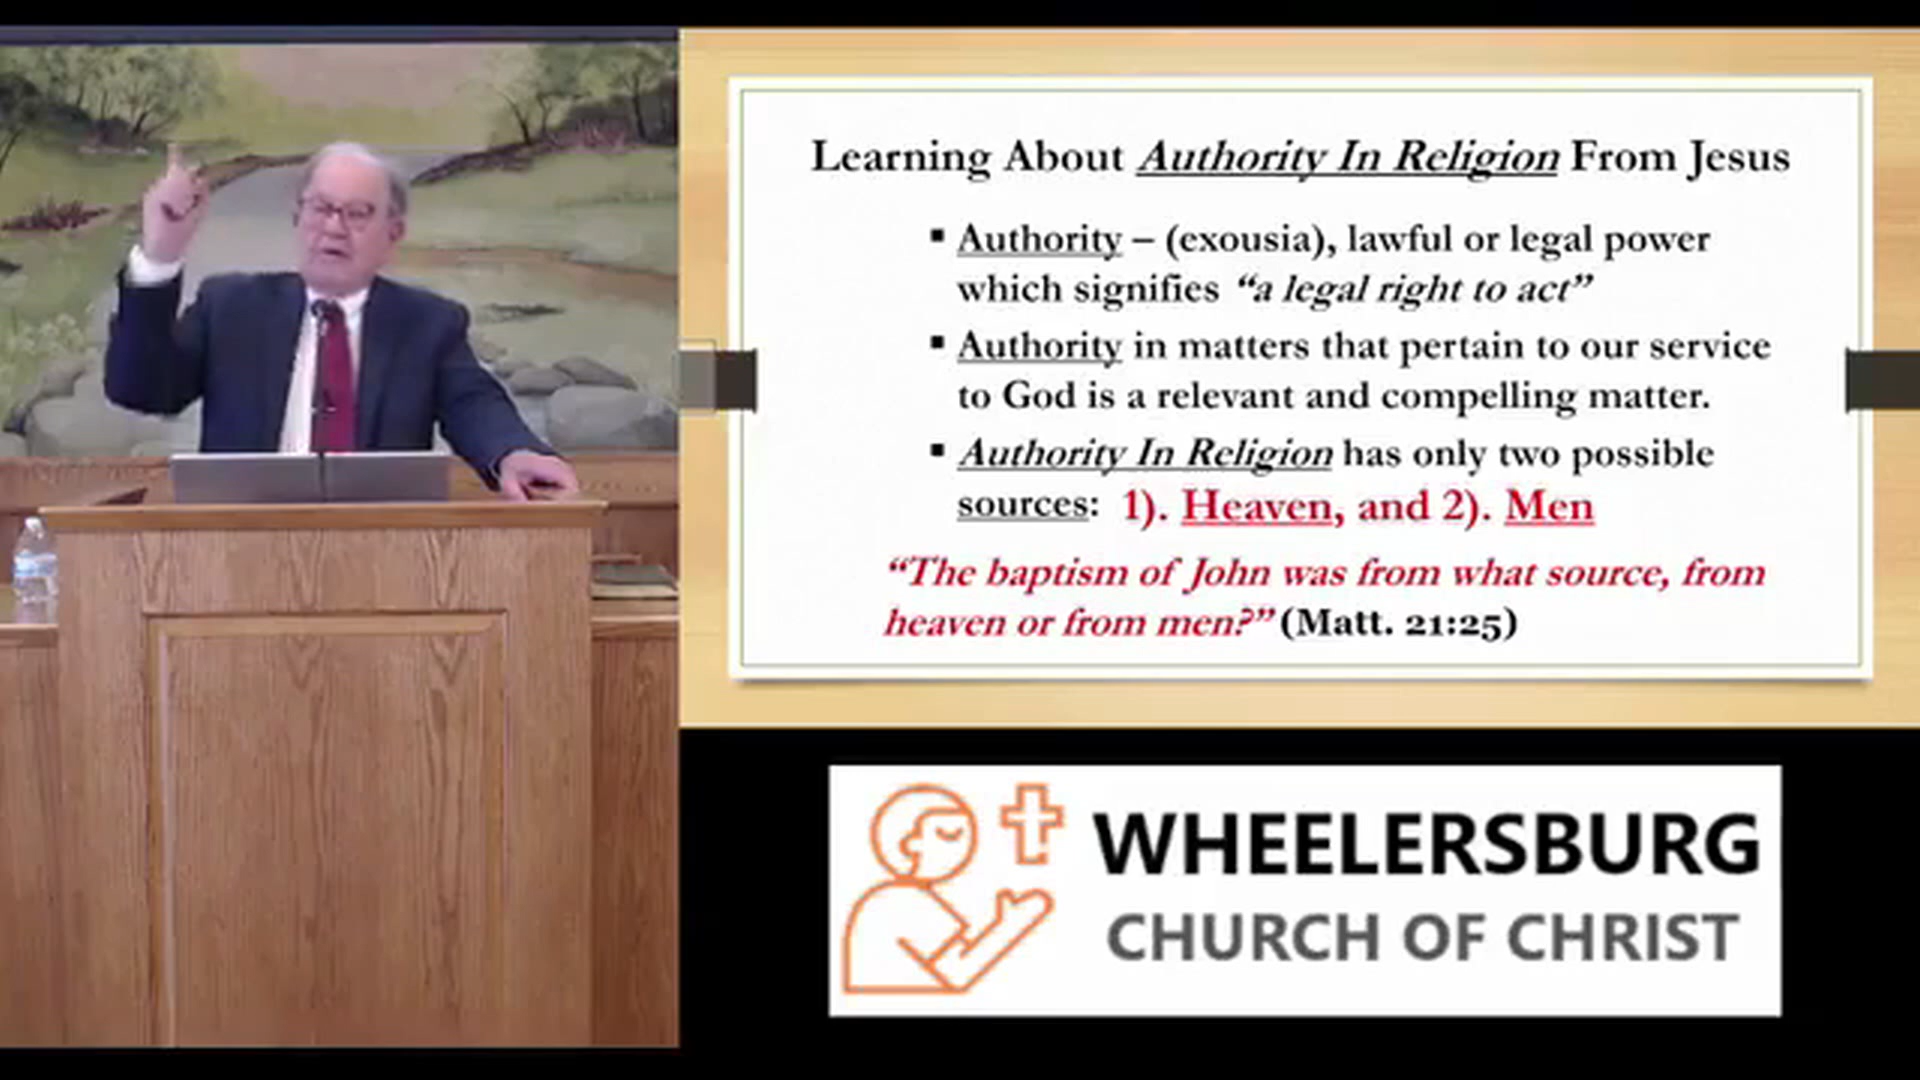 Learning About Authority In Religion From Jesus
▪ Authority – (exousia), lawful or legal power
which signifies “a legal right to act”
▪ Authority in matters that pertain to our service
to God is a relevant and compelling matter.
▪ Authority In Religion has only two possible
sources: 1). Heaven, and 2). Men
“The baptism of John was from what source, from
heaven or from men?” (Matt. 21:25)
WHEELERSBURG
CHURCH OF CHRIST